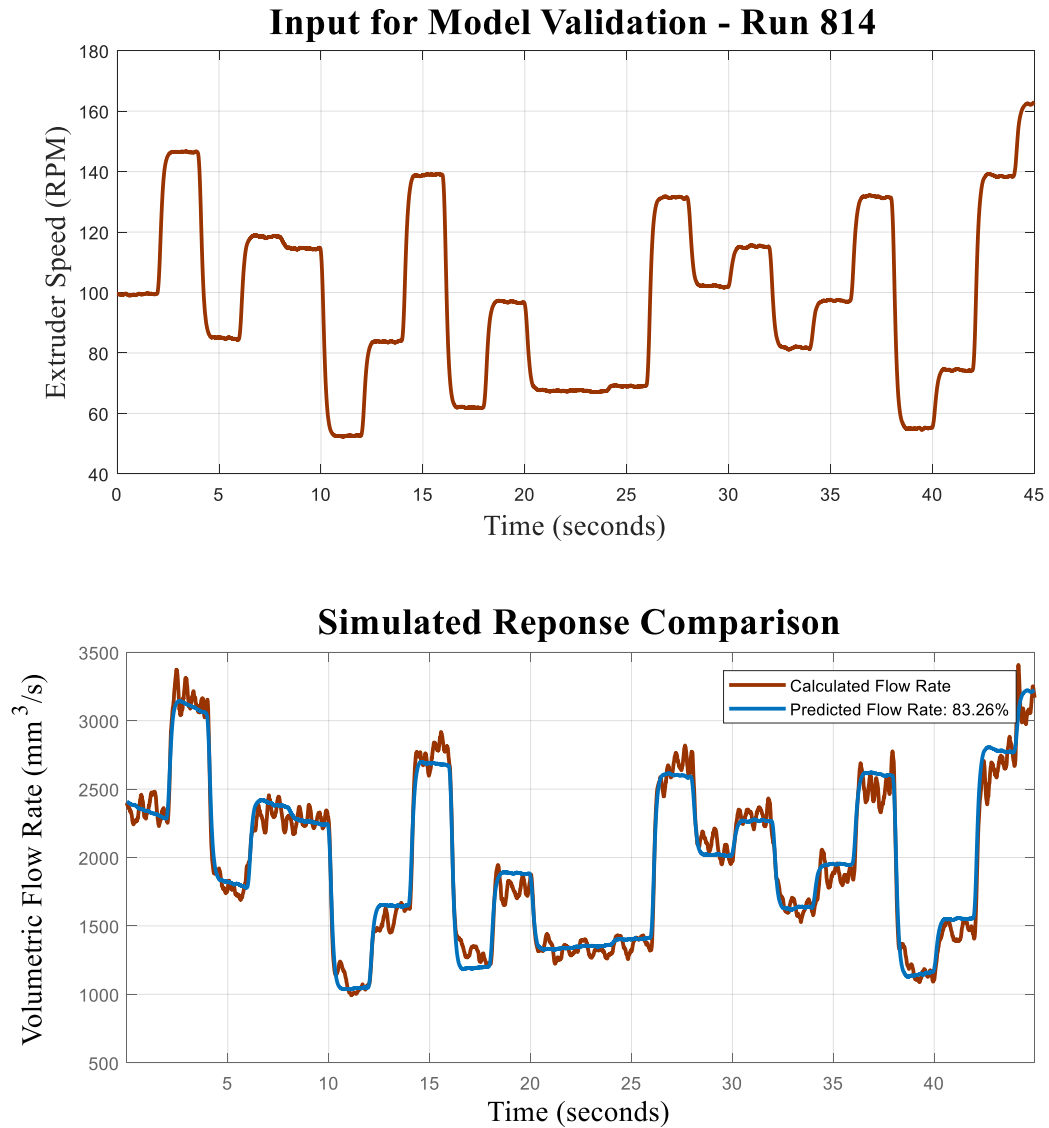 Input for Model Validation - Run 814
180
160
140
120
100
80
60
40
Extruder Speed (RPM)
0 5 10 15 20 25 30 35 40 45
Time (seconds)
Simulated Reponse Comparison
3500
3000
2500
2000
1500
1000
500
Volumetric Flow Rate (mm³/s)
Calculated Flow Rate
Predicted Flow Rate: 83.26%
5 10 15 20 25 30 35 40
Time (seconds)